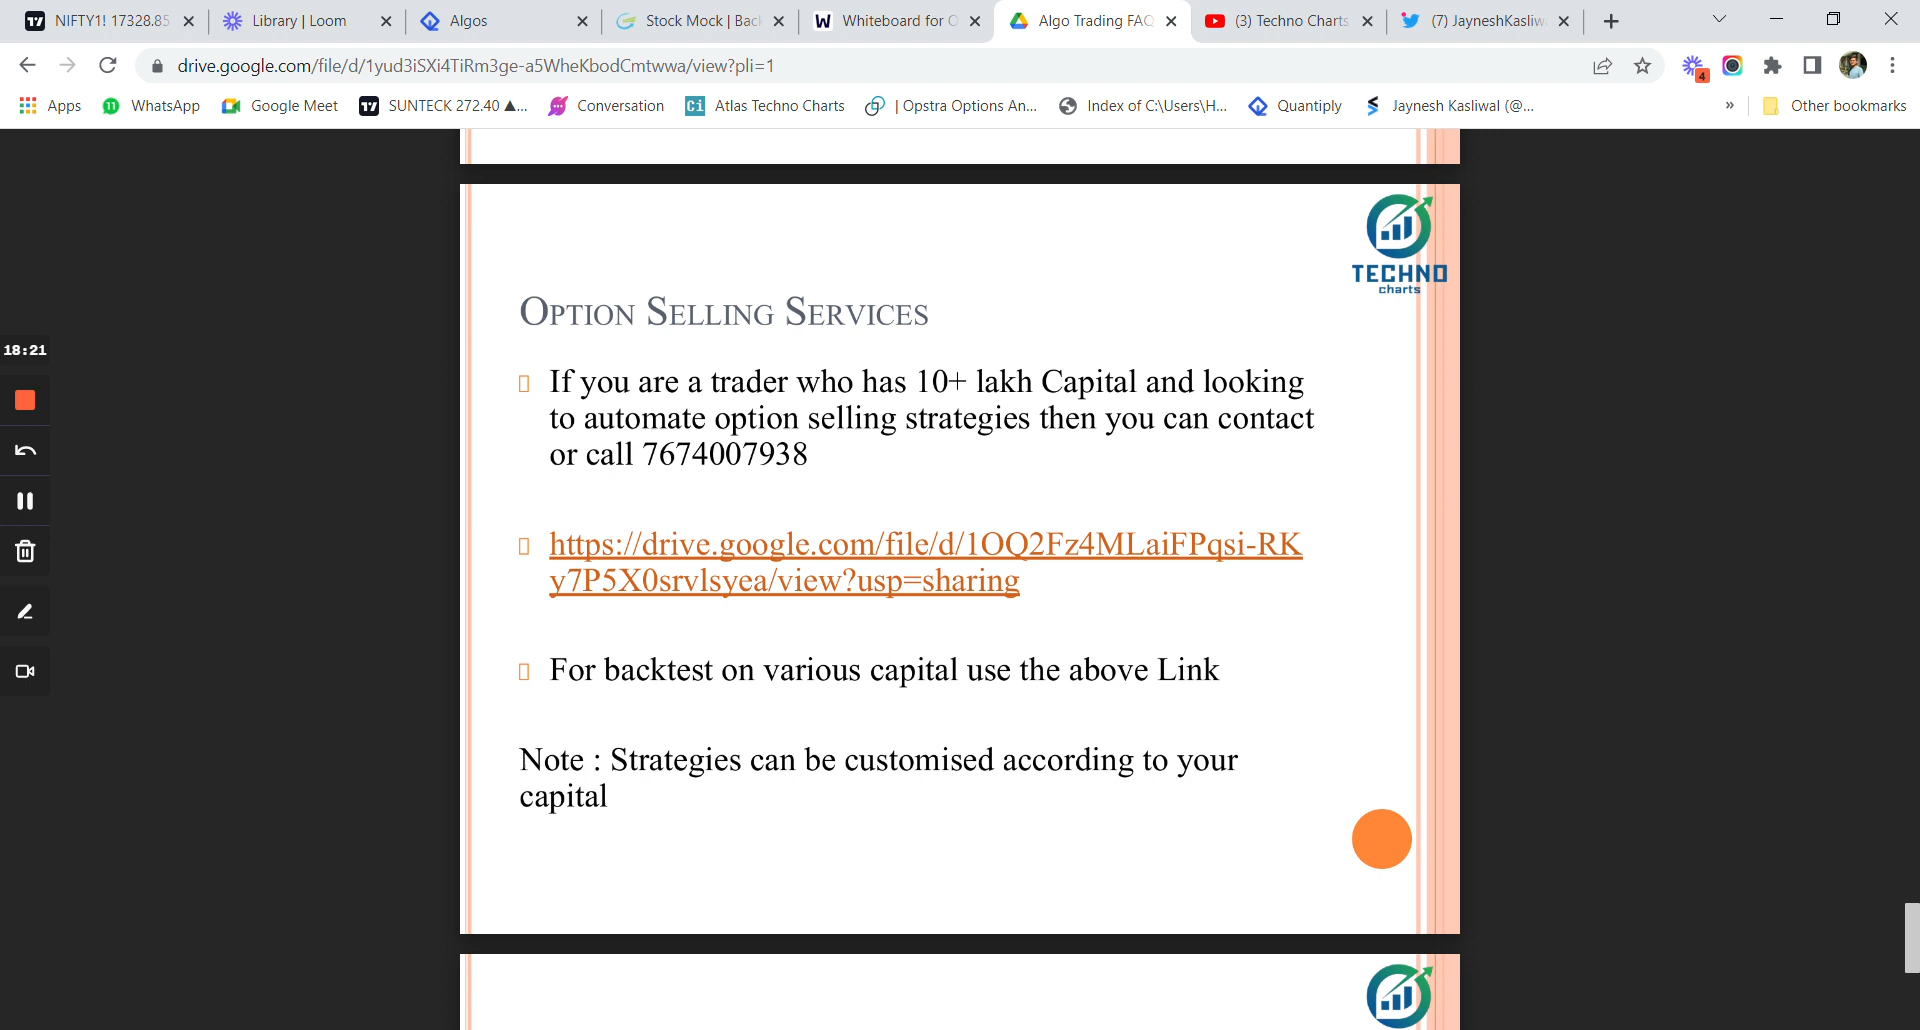 NIFTY1! 17328.85
Library | Loom
Algos
Stock Mock | Back
Whiteboard for O
Algo Trading FAQ
(3) Techno Charts
(7) JayneshKasliw
drive.google.com/file/d/1yud3iSXi4TiRm3ge-a5WheKbodCmtwwa/view?pli=1
4
Apps
11 WhatsApp
Google Meet
SUNTECK 272.40 ▲...
Conversation
Ci Atlas Techno Charts
| Opstra Options An...
Index of C:\Users\H...
Quantiply
Jaynesh Kasliwal (@...
»
Other bookmarks
TECHNO
charts
OPTION SELLING SERVICES
18:21
If you are a trader who has 10+ lakh Capital and looking
to automate option selling strategies then you can contact
or call 7674007938
https://drive.google.com/file/d/1OQ2Fz4MLaiFPqsi-RK
y7P5X0srvlsyea/view?usp=sharing
For backtest on various capital use the above Link
Note : Strategies can be customised according to your
capital